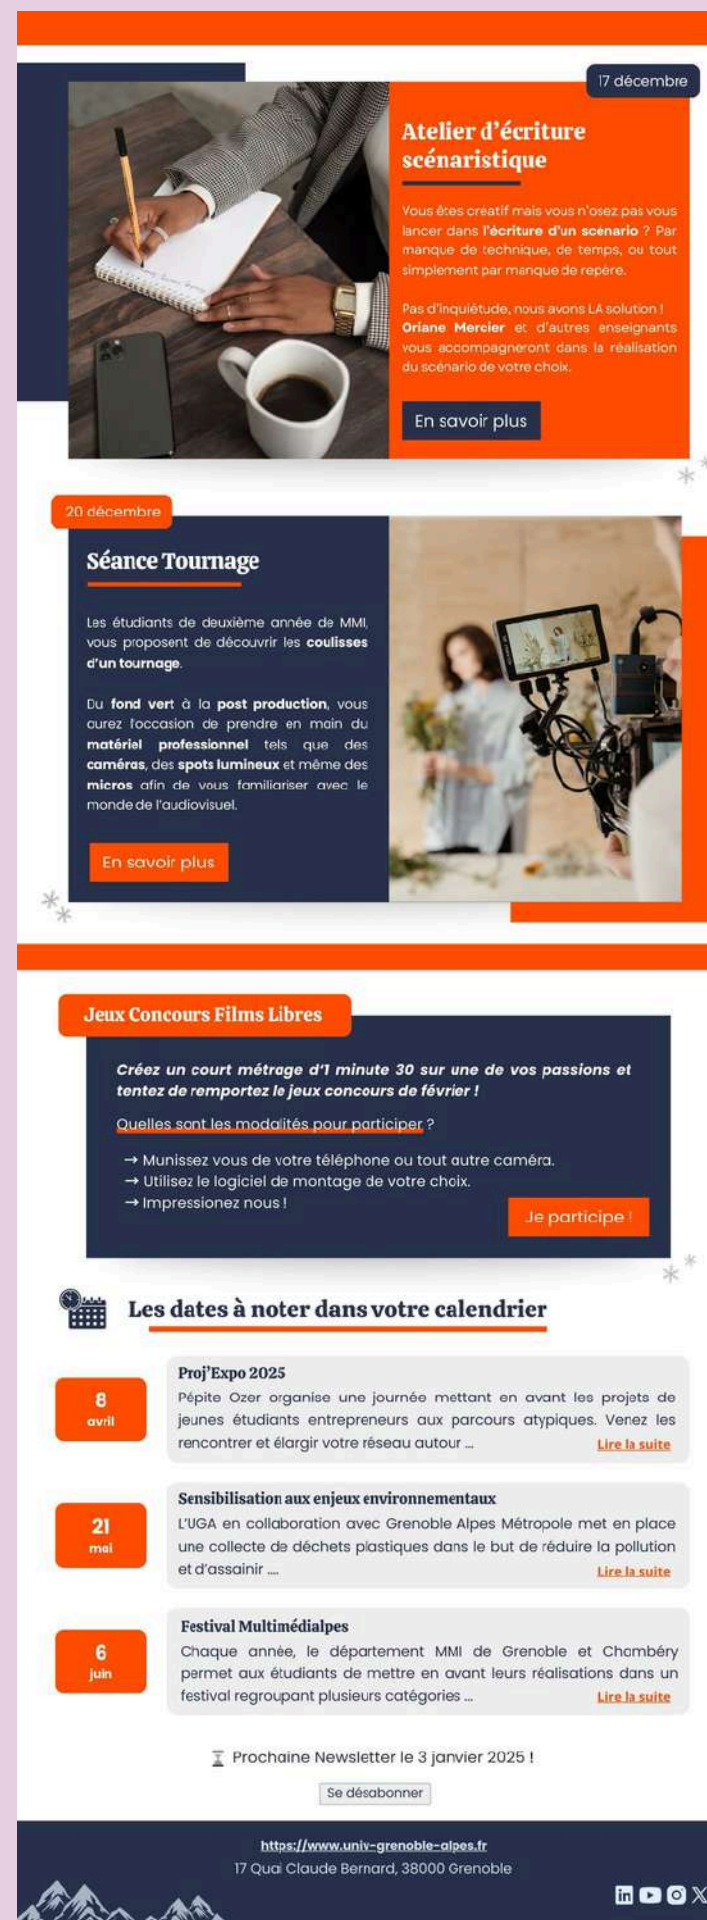 17 décembre
Atelier d'écriture
scénaristique
Vous êtes créatif mais vous n'osez pas vous
lancer dans l'écriture d'un scénario ? Par
manque de technique, de temps, ou tout
simplement par manque de repère.
Pas d'inquiétude, nous avons LA solution !
Oriane Mercier et d'autres enseignants
vous accompagneront dans la réalisation
du scénario de votre choix.
En savoir plus
20 décembre
Séance Tournage
Les étudiants de deuxième année de MMI,
vous proposent de découvrir les coulisses
d'un tournage.
Du fond vert à la post production, vous
aurez l'occasion de prendre en main du
matériel professionnel tels que des
caméras, des spots lumineux et même des
micros afin de vous familiariser avec le
monde de l'audiovisuel.
En savoir plus
Jeux Concours Films Libres
Créez un court métrage d'1 minute 30 sur une de vos passions et
tentez de remportez le jeux concours de février !
Quelles sont les modalités pour participer ?
→ Munissez vous de votre téléphone ou tout autre caméra.
→ Utilisez le logiciel de montage de votre choix.
→ Impressionez nous !
Je participe !
Les dates à noter dans votre calendrier
8
avril
Proj'Expo 2025
Pépite Ozer organise une journée mettant en avant les projets de
jeunes étudiants entrepreneurs aux parcours atypiques. Venez les
rencontrer et élargir votre réseau autour ... Lire la suite
21
mai
Sensibilisation aux enjeux environnementaux
L'UGA en collaboration avec Grenoble Alpes Métropole met en place
une collecte de déchets plastiques dans le but de réduire la pollution
et d'assainir .... Lire la suite
6
juin
Festival Multimédialpes
Chaque année, le département MMI de Grenoble et Chambéry
permet aux étudiants de mettre en avant leurs réalisations dans un
festival regroupant plusieurs catégories ... Lire la suite
Prochaine Newsletter le 3 janvier 2025 !
Se désabonner
https://www.univ-grenoble-alpes.fr
17 Quai Claude Bernard, 38000 Grenoble